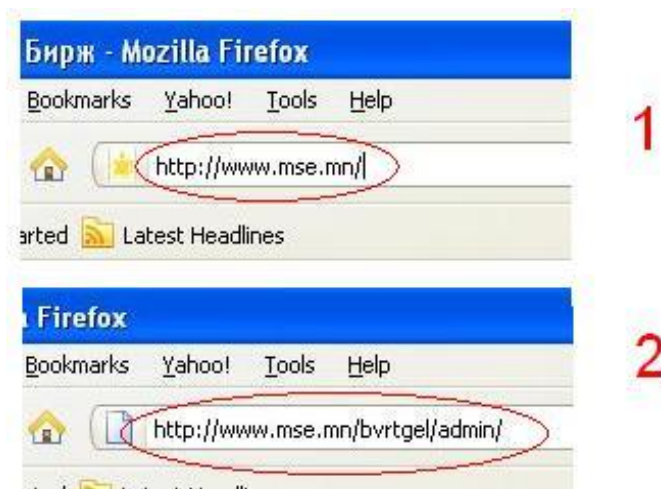 Бирж - Mozilla Firefox
Bookmarks Yahoo! Tools Help
http://www.mse.mn/
1
arted Latest Headlines
Firefox
Bookmarks Yahoo! Tools Help
2
http://www.mse.mn/bvrtgel/admin/